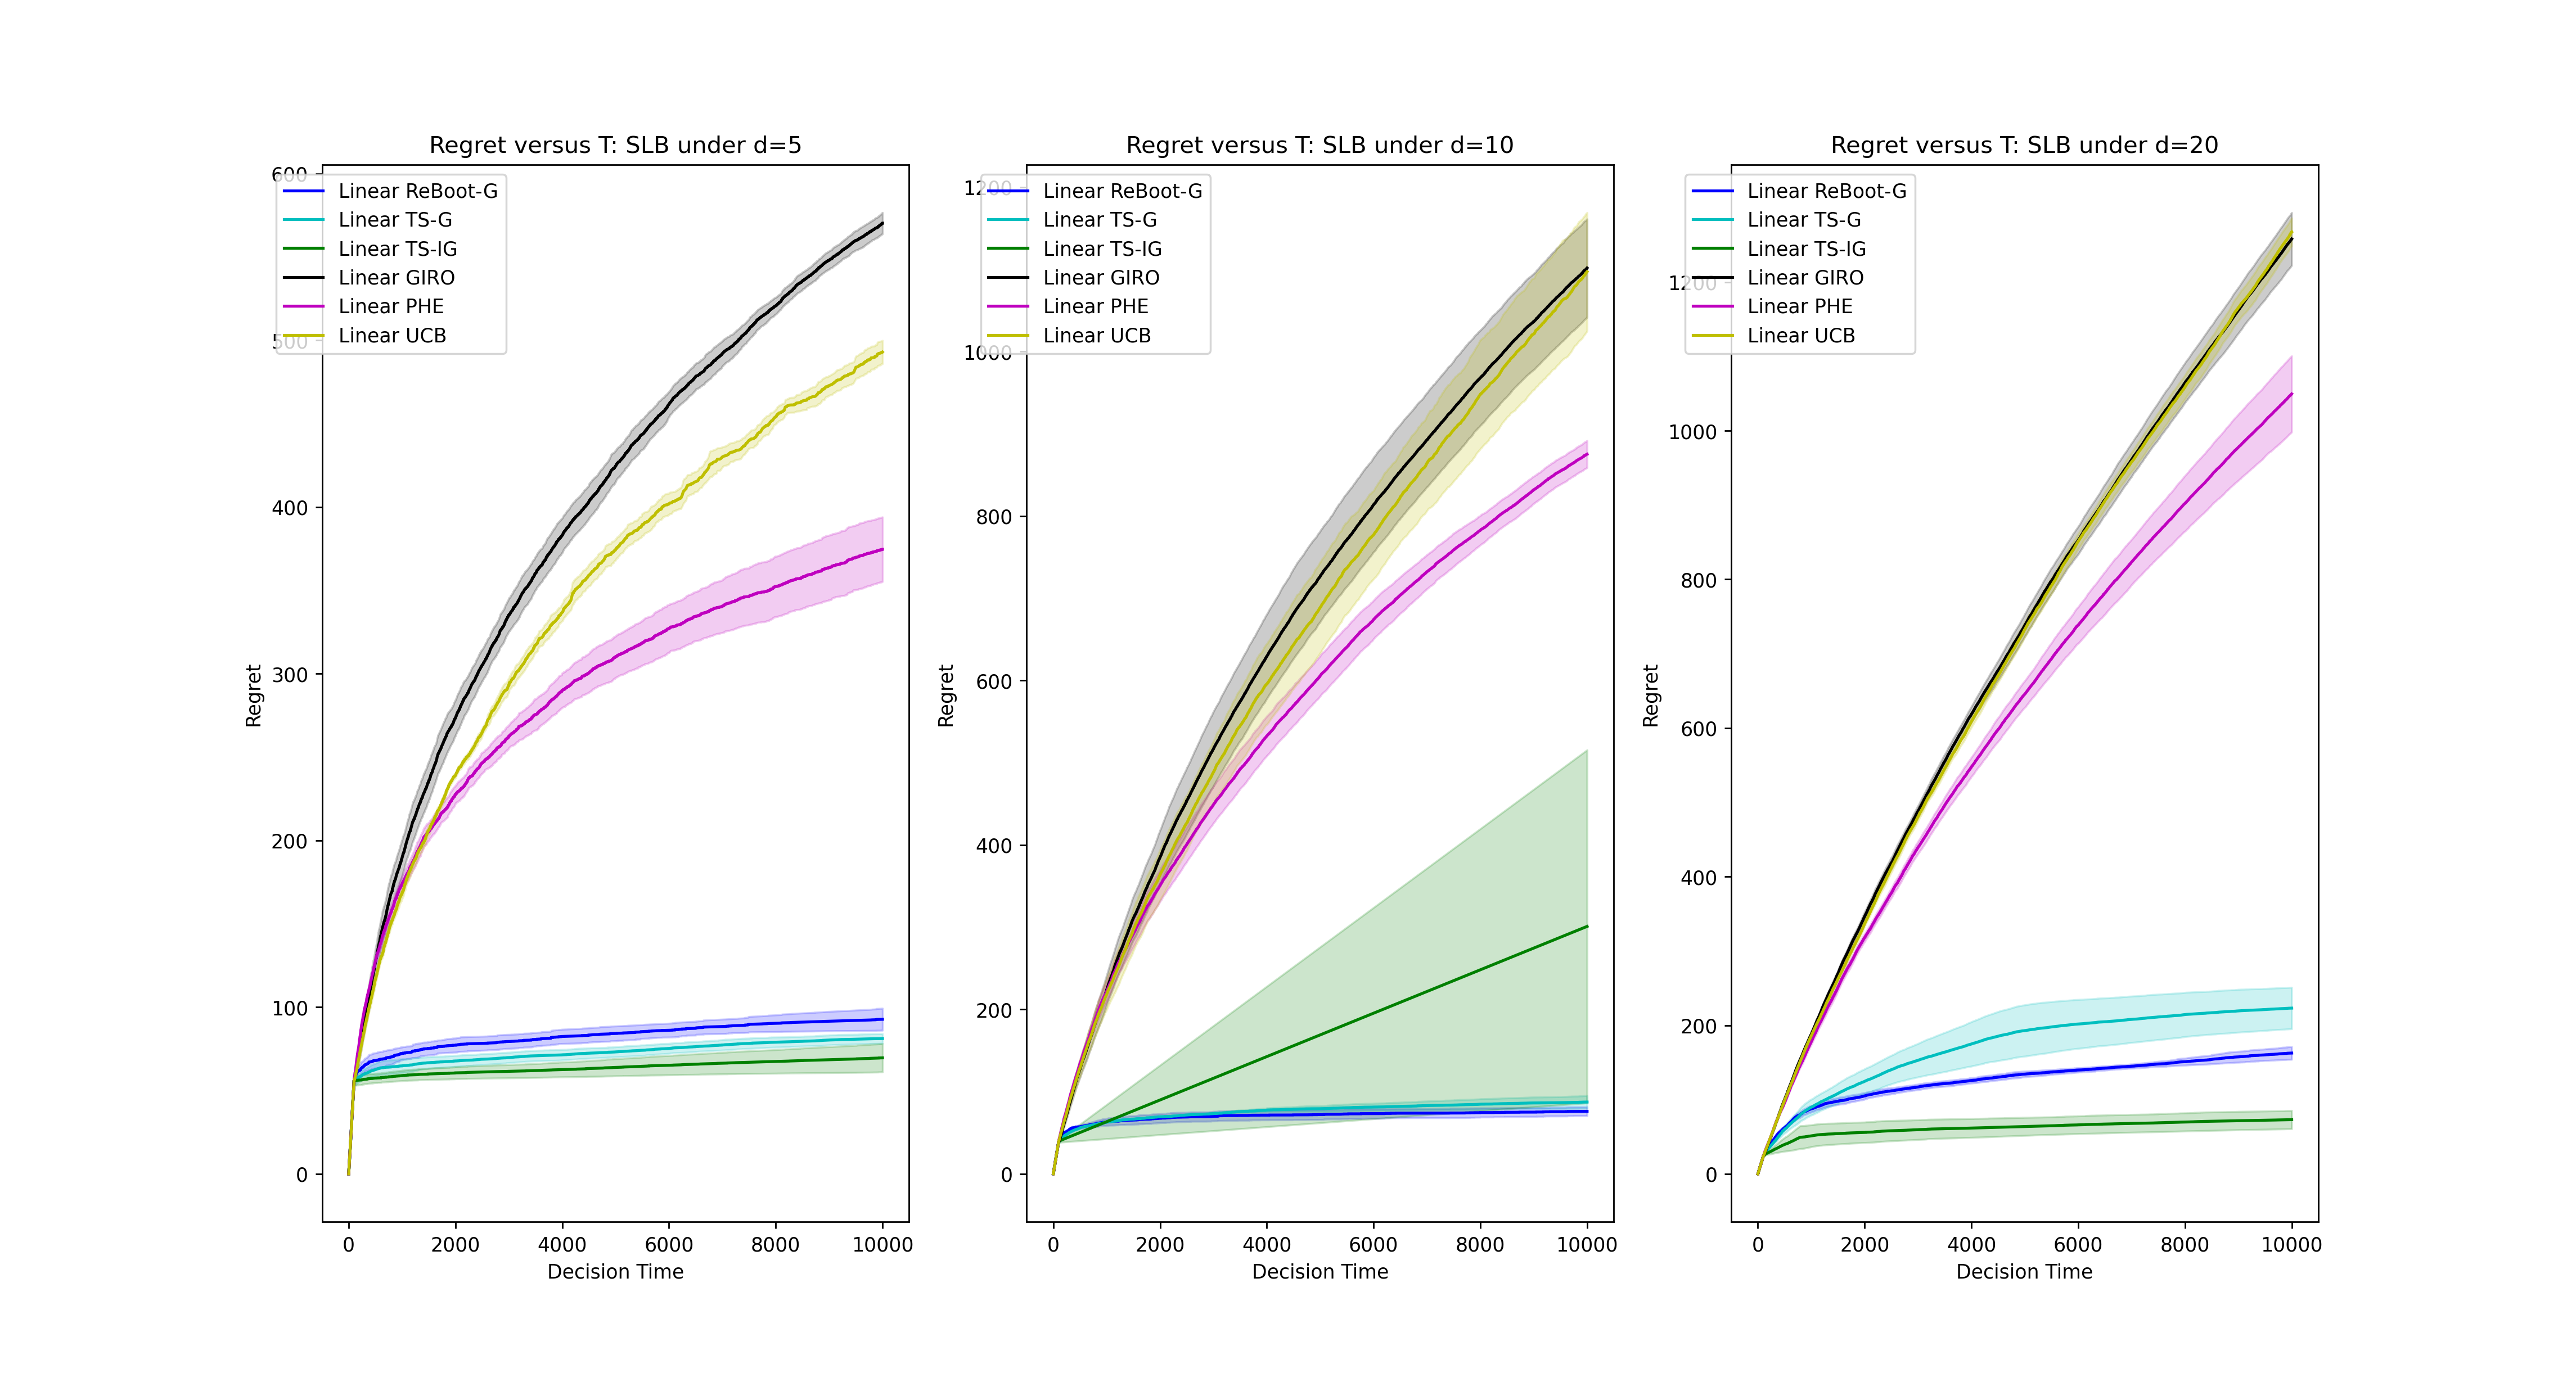 Regret versus T: SLB under d=5
600
500
400
300
200
100
0
Regret
Linear ReBoot-G
Linear TS-G
Linear TS-IG
Linear GIRO
Linear PHE
Linear UCB
0 2000 4000 6000 8000 10000
Decision Time
Regret versus T: SLB under d=10
1200
1000
800
600
400
200
0
Regret
Linear ReBoot-G
Linear TS-G
Linear TS-IG
Linear GIRO
Linear PHE
Linear UCB
0 2000 4000 6000 8000 10000
Decision Time
Regret versus T: SLB under d=20
1200
1000
800
600
400
200
0
Regret
Linear ReBoot-G
Linear TS-G
Linear TS-IG
Linear GIRO
Linear PHE
Linear UCB
0 2000 4000 6000 8000 10000
Decision Time